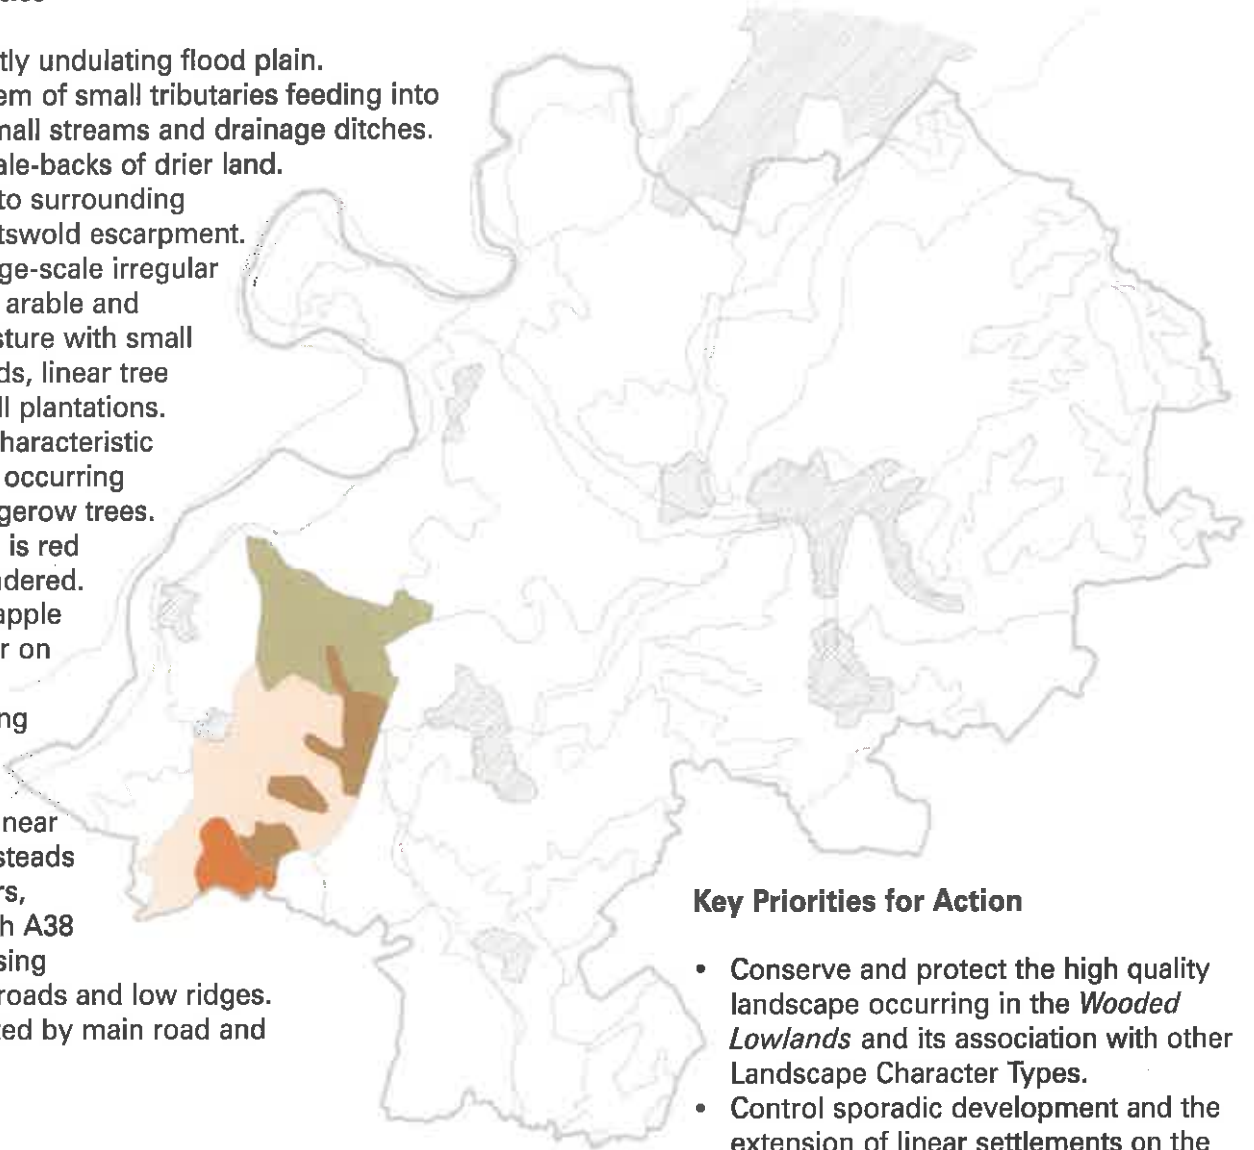 tly undulating flood plain.
em of small tributaries feeding into
nall streams and drainage ditches.
ale-backs of drier land.
to surrounding
tswold escarpment.
ge-scale irregular
arable and
sture with small
ds, linear tree
ll plantations.
haracteristic
occurring
gerow trees.
is red
ndered.
apple
r on
ng
near
steads
rs,
h A38
sing
roads and low ridges.
ted by main road and
Key Priorities for Action
• Conserve and protect the high quality
landscape occurring in the Wooded
Lowlands and its association with other
Landscape Character Types.
• Control sporadic development and the
extension of linear settlements on the